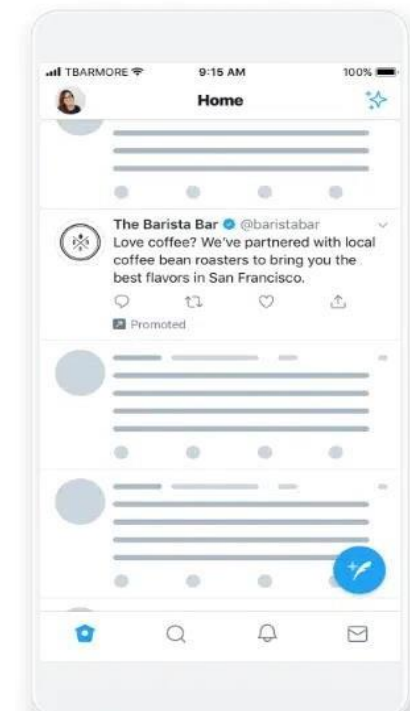 TBARMORE 9:15 AM 100%
Home
The Barista Bar @baristabar
Love coffee? We've partnered with local
coffee bean roasters to bring you the
best flavors in San Francisco.
Promoted